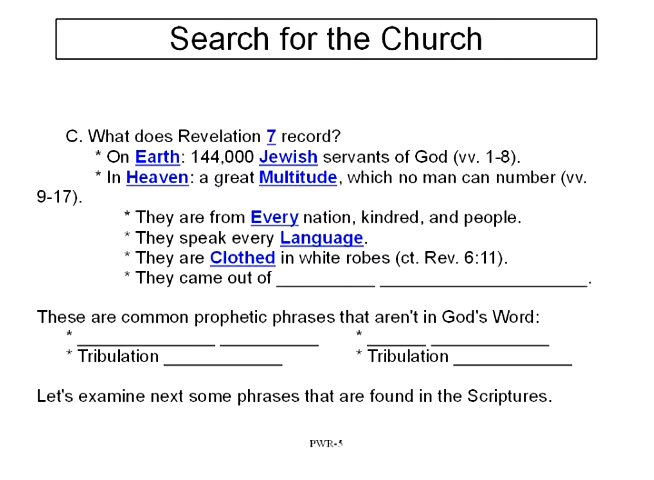 Search for the Church
C. What does Revelation 7 record?
* On Earth: 144,000 Jewish servants of God (vv. 1-8).
* In Heaven: a great Multitude, which no man can number (vv.
9-17).
* They are from Every nation, kindred, and people.
* They speak every Language.
* They are Clothed in white robes (ct. Rev. 6:11).
* They came out of __________ _____________________.
These are common prophetic phrases that aren't in God's Word:
* ______________ __________ * ______ ____________
* Tribulation ____________ * Tribulation ____________
Let's examine next some phrases that are found in the Scriptures.
PWR-5